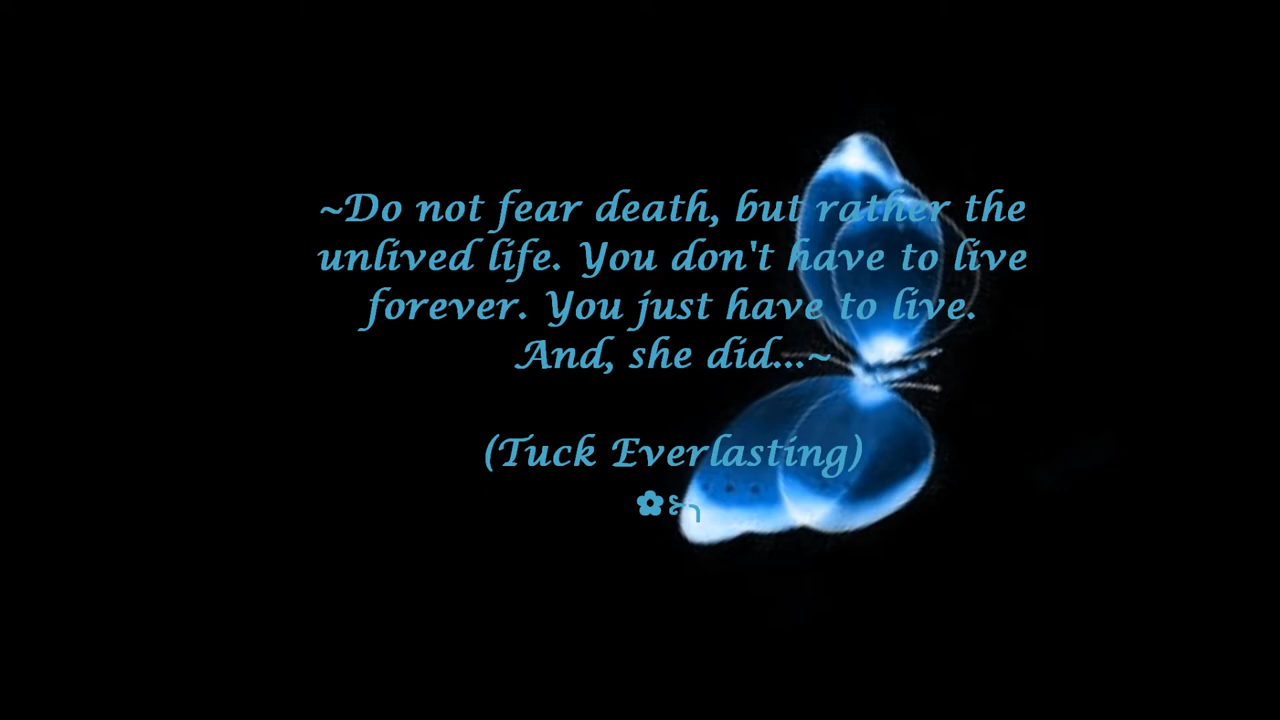 ~Do not fear death, but rather the
unlived life. You don't have to live
forever. You just have to live.
And, she did...~
(Tuck Everlasting)
✿